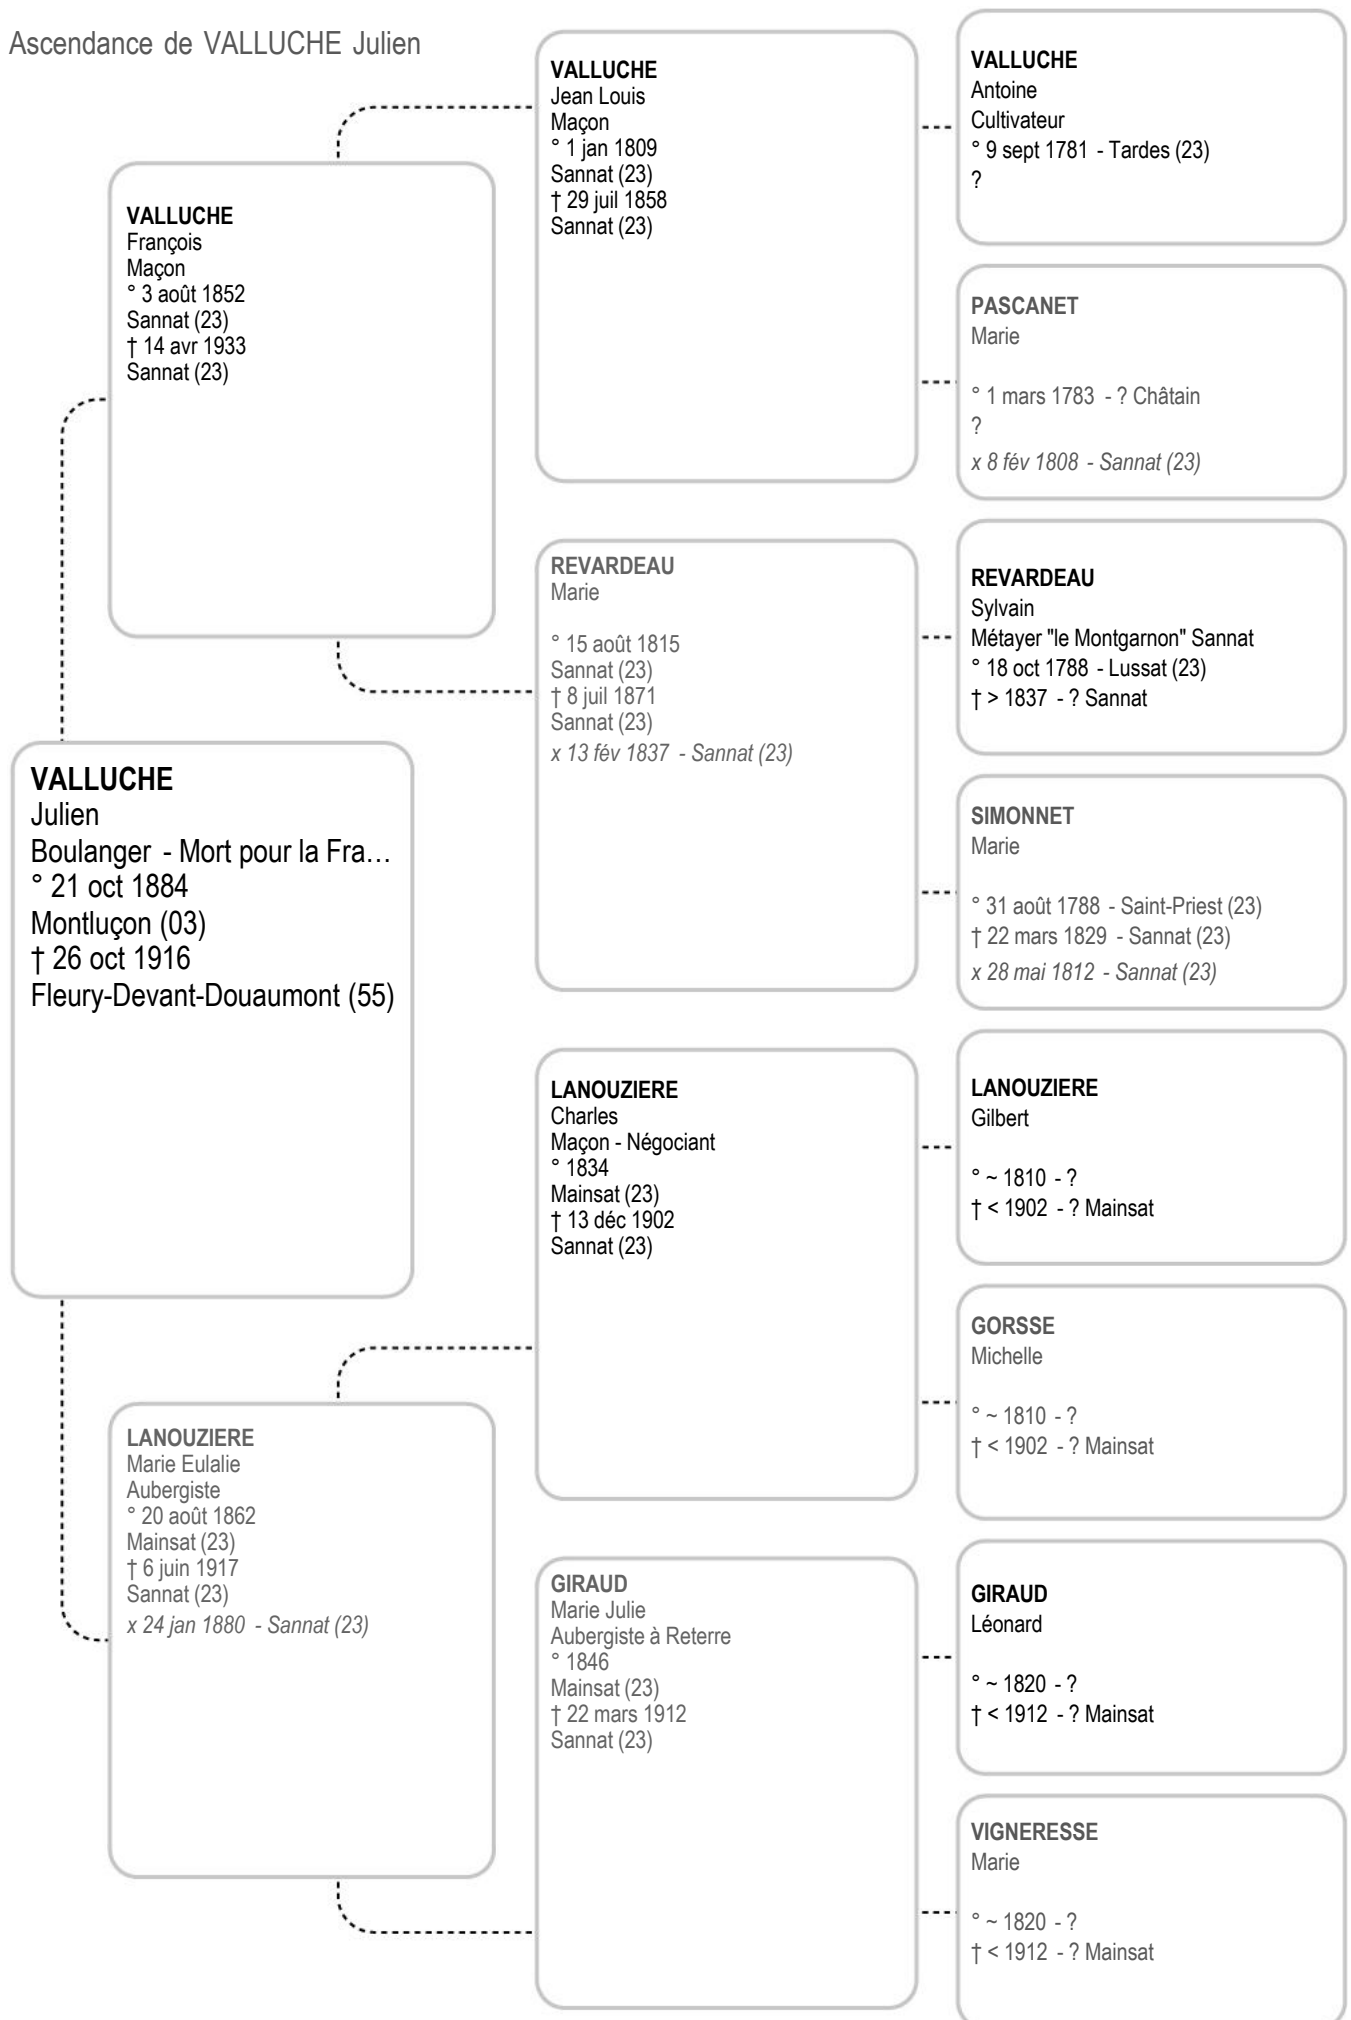 Ascendance de VALLUCHE Julien
VALLUCHE
Jean Louis
Maçon
° 1 jan 1809
Sannat (23)
† 29 juil 1858
Sannat (23)
VALLUCHE
Antoine
Cultivateur
° 9 sept 1781 - Tardes (23)
?
VALLUCHE
François
Maçon
° 3 août 1852
Sannat (23)
† 14 avr 1933
Sannat (23)
PASCANET
Marie
° 1 mars 1783 - ? Châtain
?
x 8 fév 1808 - Sannat (23)
REVARDEAU
Marie
° 15 août 1815
Sannat (23)
† 8 juil 1871
Sannat (23)
x 13 fév 1837 - Sannat (23)
REVARDEAU
Sylvain
Métayer "le Montgarnon" Sannat
° 18 oct 1788 - Lussat (23)
† > 1837 - ? Sannat
VALLUCHE
Julien
Boulanger - Mort pour la Fra…
° 21 oct 1884
Montluçon (03)
† 26 oct 1916
Fleury-Devant-Douaumont (55)
SIMONNET
Marie
° 31 août 1788 - Saint-Priest (23)
† 22 mars 1829 - Sannat (23)
x 28 mai 1812 - Sannat (23)
LANOUZIERE
Charles
Maçon - Négociant
° 1834
Mainsat (23)
† 13 déc 1902
Sannat (23)
LANOUZIERE
Gilbert
° ~ 1810 - ?
† < 1902 - ? Mainsat
GORSSE
Michelle
° ~ 1810 - ?
† < 1902 - ? Mainsat
LANOUZIERE
Marie Eulalie
Aubergiste
° 20 août 1862
Mainsat (23)
† 6 juin 1917
Sannat (23)
x 24 jan 1880 - Sannat (23)
GIRAUD
Marie Julie
Aubergiste à Reterre
° 1846
Mainsat (23)
† 22 mars 1912
Sannat (23)
GIRAUD
Léonard
° ~ 1820 - ?
† < 1912 - ? Mainsat
VIGNERESSE
Marie
° ~ 1820 - ?
† < 1912 - ? Mainsat